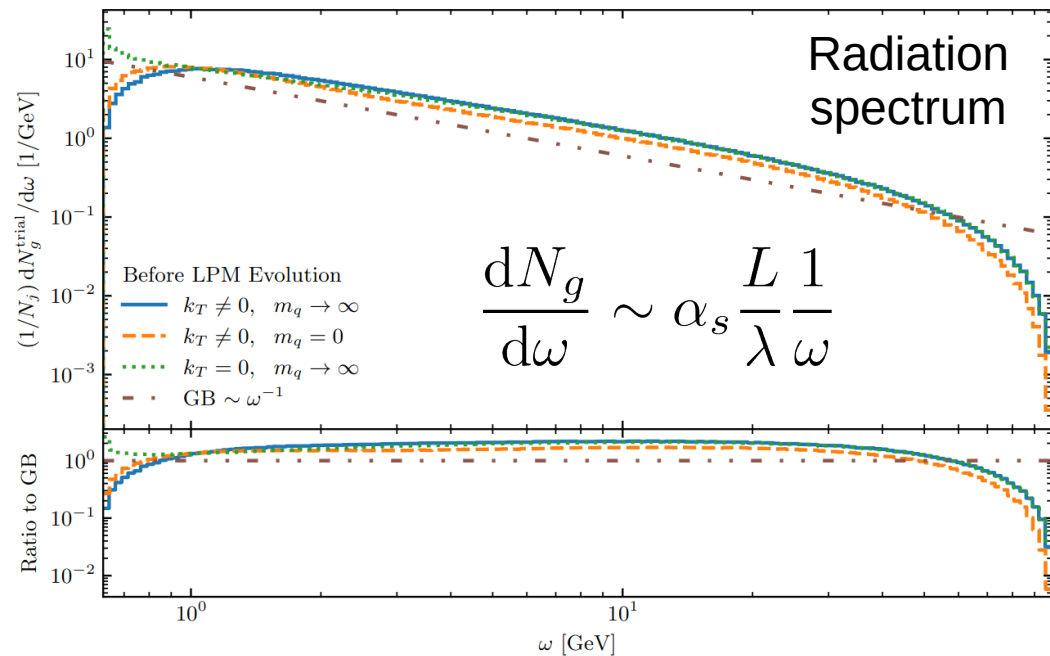 Radiation
spectrum
(1/N_j) dN_g^trial/dω [1/GeV]
10^1
10^0
10^−1
10^−2
10^−3
Before LPM Evolution
k_T ≠ 0, m_q → ∞
k_T ≠ 0, m_q = 0
k_T = 0, m_q → ∞
GB ∼ ω^−1
dN_g/dω ∼ α_s L/λ 1/ω
Ratio to GB
10^0
10^−1
10^−2
10^0
10^1
ω [GeV]